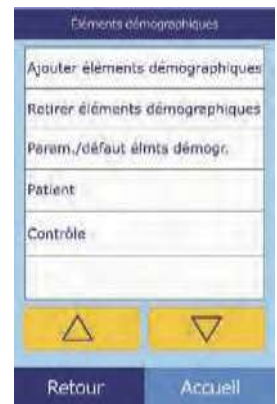 Éléments démographiques
Ajouter éléments démographiques
Retirer éléments démographiques
Param./défaut élmts démogr.
Patient
Contrôle
Retour
Accueil